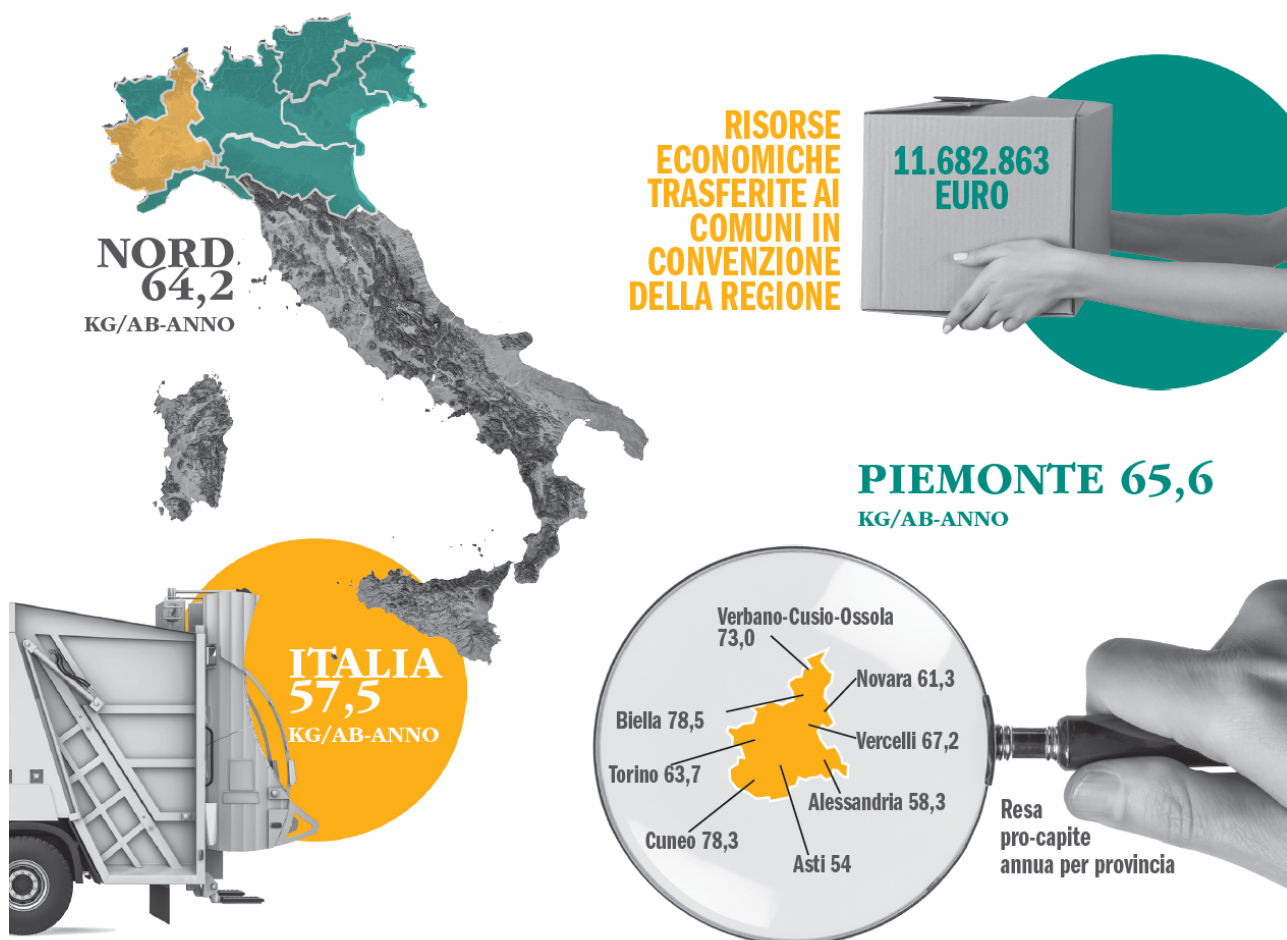 NORD
64,2
KG/AB-ANNO
RISORSE
ECONOMICHE
TRASFERITE AI
COMUNI IN
CONVENZIONE
DELLA REGIONE
11.682.863
EURO
ITALIA
57,5
KG/AB-ANNO
PIEMONTE 65,6
KG/AB-ANNO
Verbano-Cusio-Ossola
73,0
Novara 61,3
Biella 78,5
Vercelli 67,2
Torino 63,7
Alessandria 58,3
Cuneo 78,3
Asti 54
Resa
pro-capite
annua per provincia